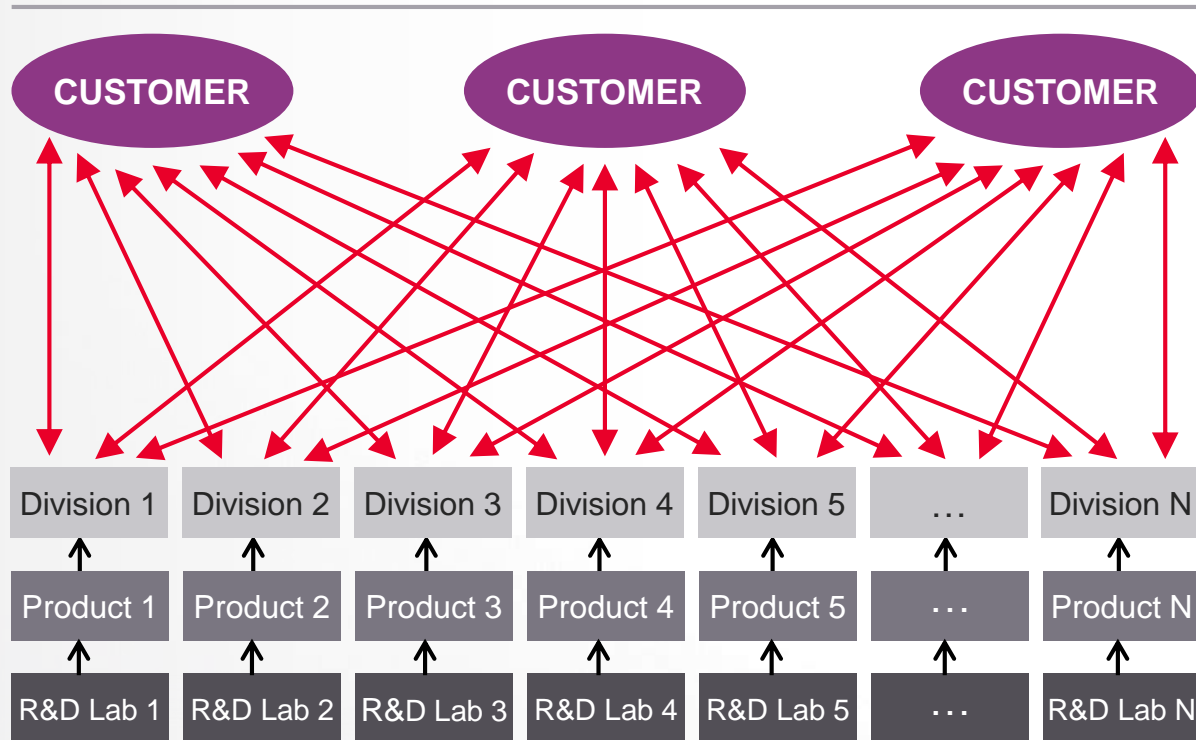 CUSTOMER CUSTOMER CUSTOMER
Division 1 Division 2 Division 3 Division 4 Division 5 ... Division N
Product 1 Product 2 Product 3 Product 4 Product 5 ... Product N
R&D Lab 1 R&D Lab 2 R&D Lab 3 R&D Lab 4 R&D Lab 5 ... R&D Lab N